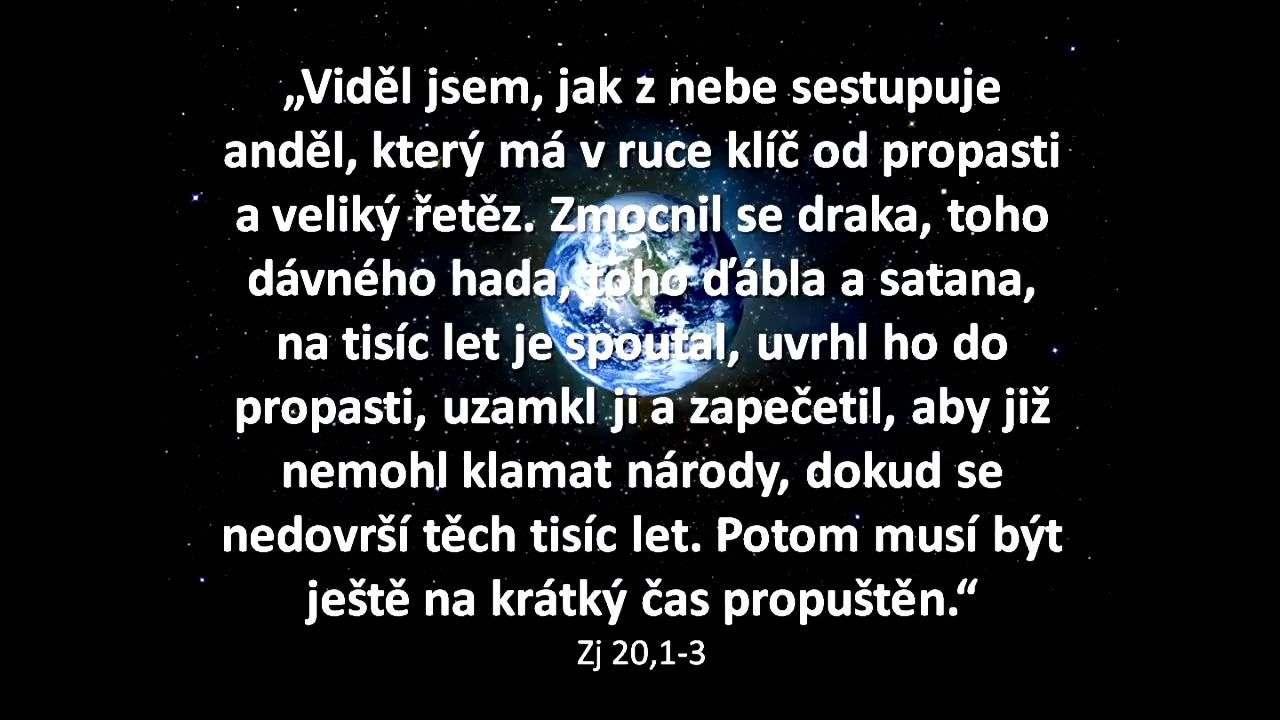 „Viděl jsem, jak z nebe sestupuje
anděl, který má v ruce klíč od propasti
a veliký řetěz. Zmocnil se draka, toho
dávného hada, toho ďábla a satana,
na tisíc let je spoutal, uvrhl ho do
propasti, uzamkl ji a zapečetil, aby již
nemohl klamat národy, dokud se
nedovrší těch tisíc let. Potom musí být
ještě na krátký čas propuštěn.“
Zj 20,1-3